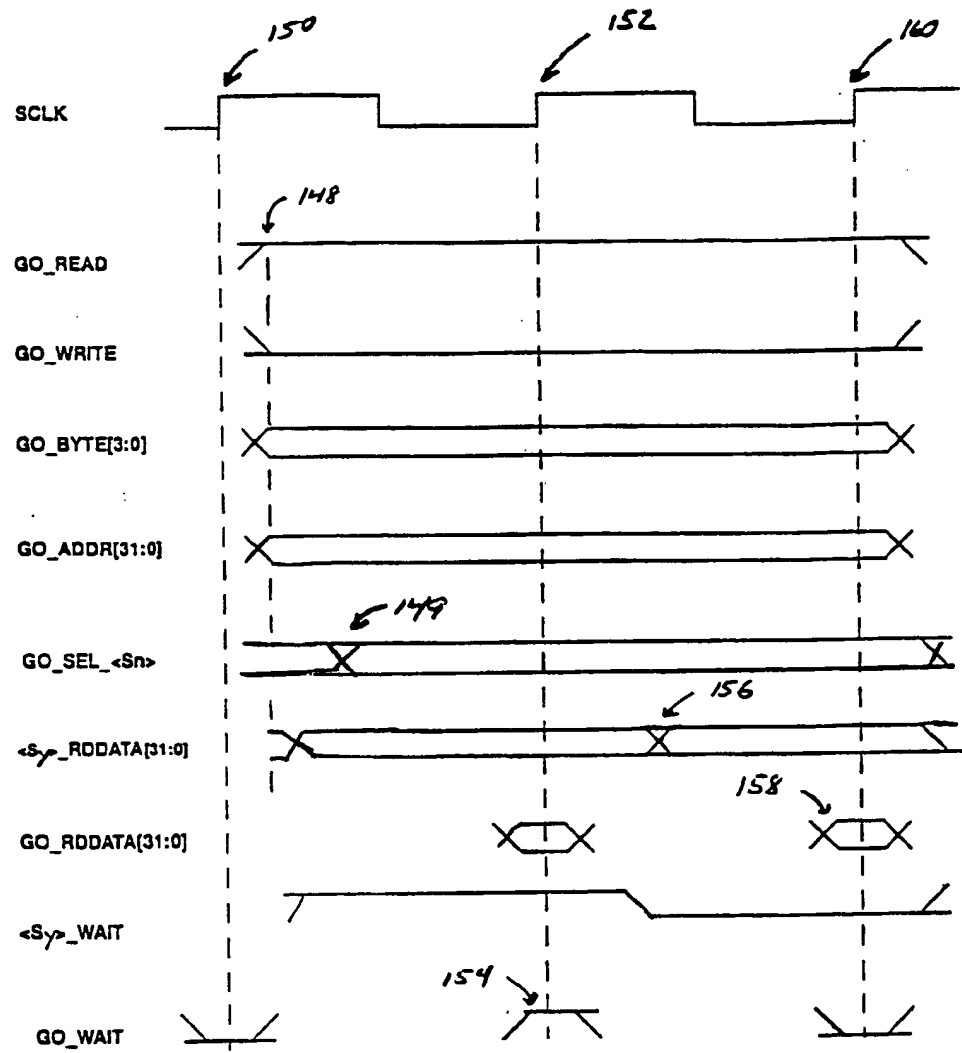 150
152
160
SCLK
148
GO_READ
GO_WRITE
GO_BYTE[3:0]
GO_ADDR[31:0]
149
GO_SEL_<Sn>
156
<Sy>_RDDATA[31:0]
158
GO_RDDATA[31:0]
<Sy>_WAIT
154
GO_WAIT